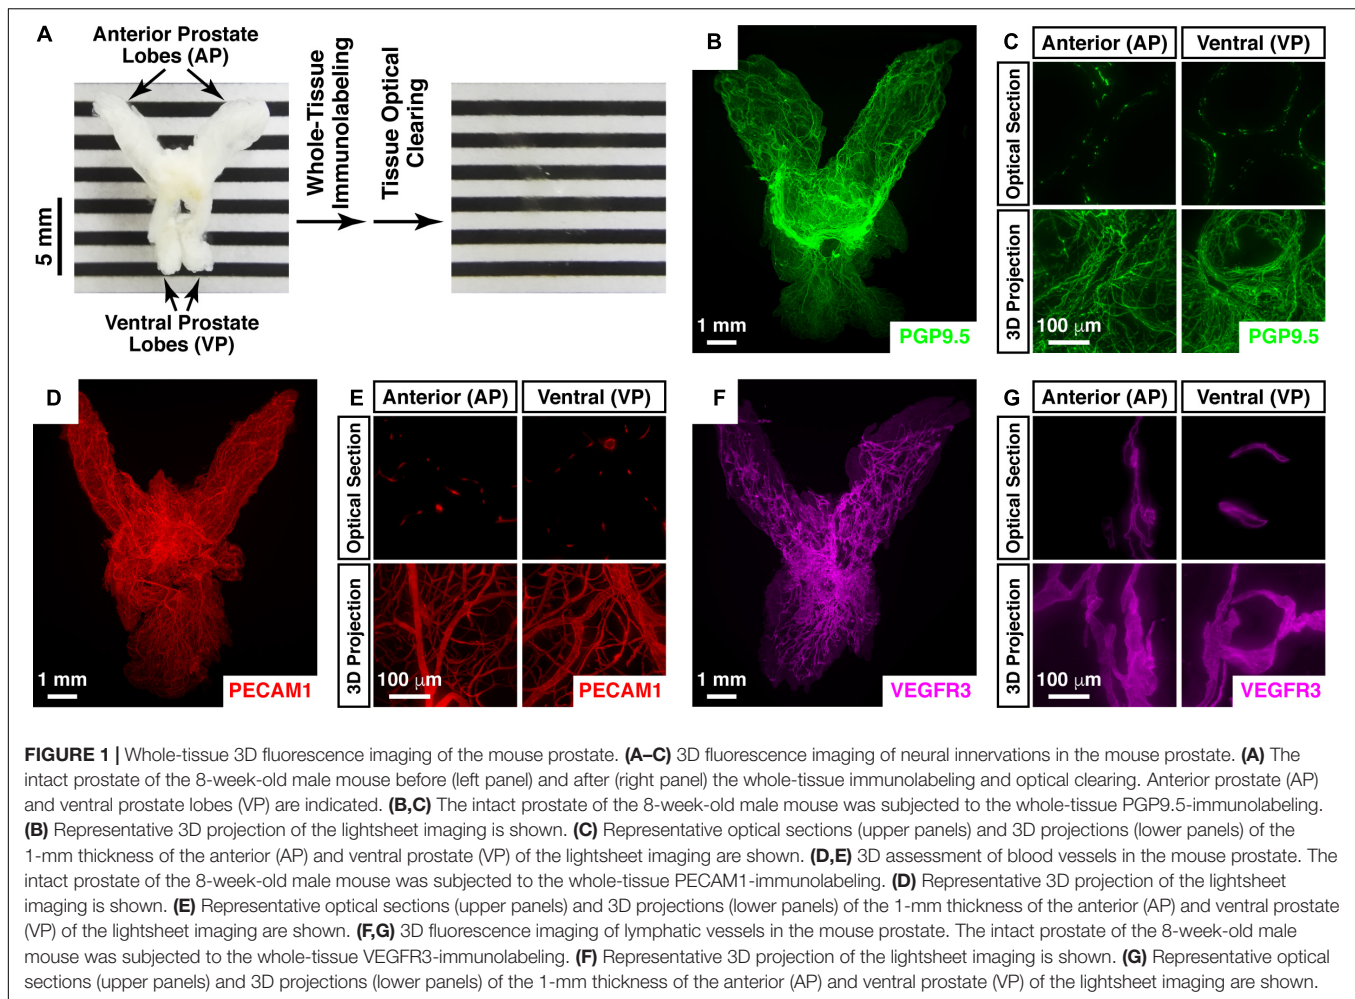 A
Anterior Prostate
Lobes (AP)
5 mm
Ventral Prostate
Lobes (VP)
Whole-Tissue
Immunolabeling
Tissue Optical
Clearing
B
1 mm
PGP9.5
C
Anterior (AP)
Ventral (VP)
Optical Section
3D Projection
100 μm
PGP9.5
D
1 mm
PECAM1
E
Anterior (AP)
Ventral (VP)
Optical Section
3D Projection
100 μm
PECAM1
F
1 mm
VEGFR3
G
Anterior (AP)
Ventral (VP)
Optical Section
3D Projection
100 μm
VEGFR3
FIGURE 1 | Whole-tissue 3D fluorescence imaging of the mouse prostate. (A–C) 3D fluorescence imaging of neural innervations in the mouse prostate. (A) The
intact prostate of the 8-week-old male mouse before (left panel) and after (right panel) the whole-tissue immunolabeling and optical clearing. Anterior prostate (AP)
and ventral prostate lobes (VP) are indicated. (B,C) The intact prostate of the 8-week-old male mouse was subjected to the whole-tissue PGP9.5-immunolabeling.
(B) Representative 3D projection of the lightsheet imaging is shown. (C) Representative optical sections (upper panels) and 3D projections (lower panels) of the
1-mm thickness of the anterior (AP) and ventral prostate (VP) of the lightsheet imaging are shown. (D,E) 3D assessment of blood vessels in the mouse prostate. The
intact prostate of the 8-week-old male mouse was subjected to the whole-tissue PECAM1-immunolabeling. (D) Representative 3D projection of the lightsheet
imaging is shown. (E) Representative optical sections (upper panels) and 3D projections (lower panels) of the 1-mm thickness of the anterior (AP) and ventral prostate
(VP) of the lightsheet imaging are shown. (F,G) 3D fluorescence imaging of lymphatic vessels in the mouse prostate. The intact prostate of the 8-week-old male
mouse was subjected to the whole-tissue VEGFR3-immunolabeling. (F) Representative 3D projection of the lightsheet imaging is shown. (G) Representative optical
sections (upper panels) and 3D projections (lower panels) of the 1-mm thickness of the anterior (AP) and ventral prostate (VP) of the lightsheet imaging are shown.